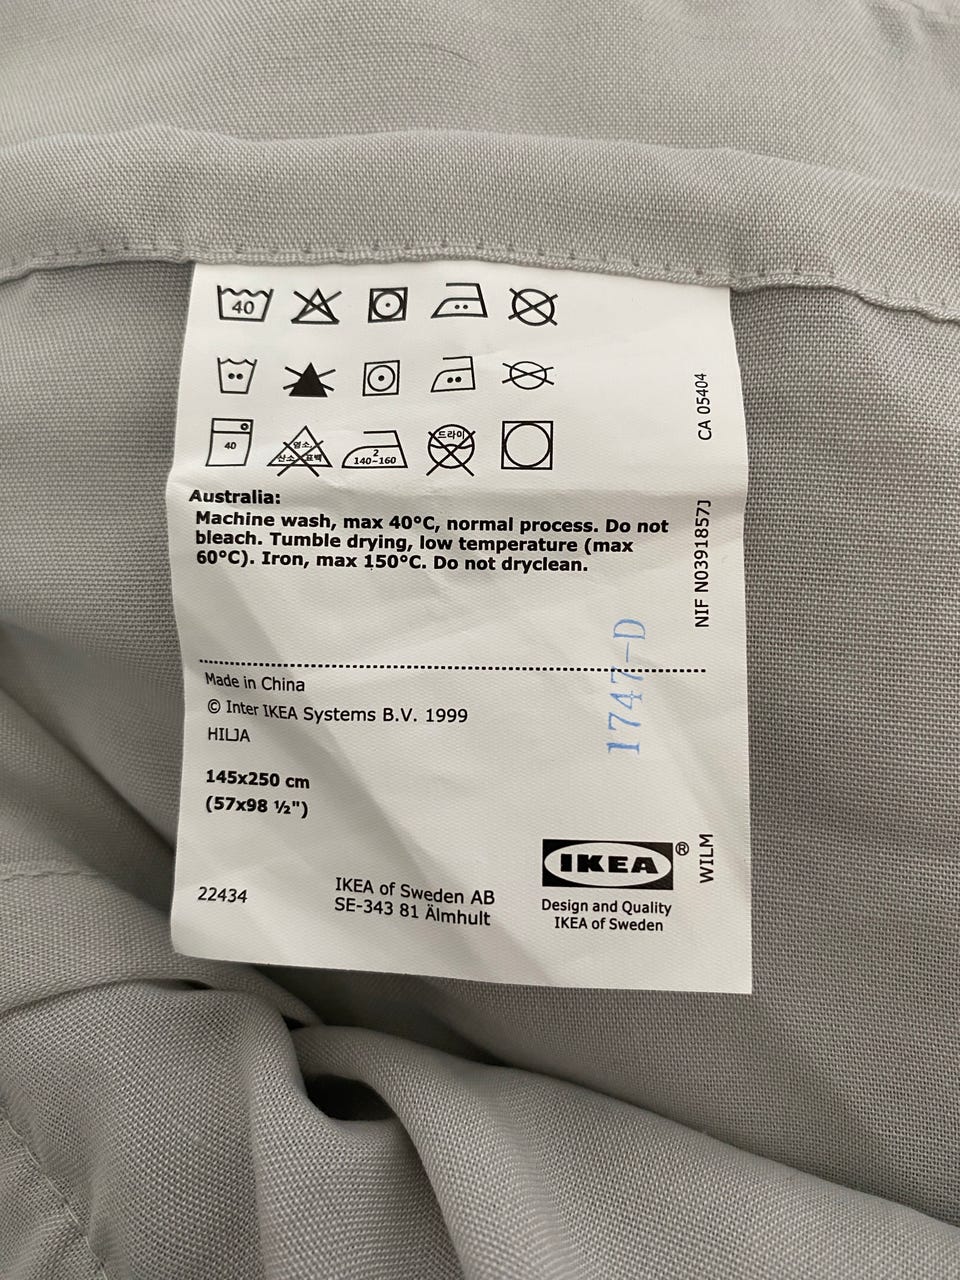 40
40
염소.
산소 표백
2
140-160
드라이
Australia:
Machine wash, max 40°C, normal process. Do not
bleach. Tumble drying, low temperature (max
60°C). Iron, max 150°C. Do not dryclean.
Made in China
© Inter IKEA Systems B.V. 1999
HILJA
145x250 cm
(57x98 ½")
22434
IKEA of Sweden AB
SE-343 81 Älmhult
IKEA ®
Design and Quality
IKEA of Sweden
CA 05404
NIF N0391857J
WILM
1747-D